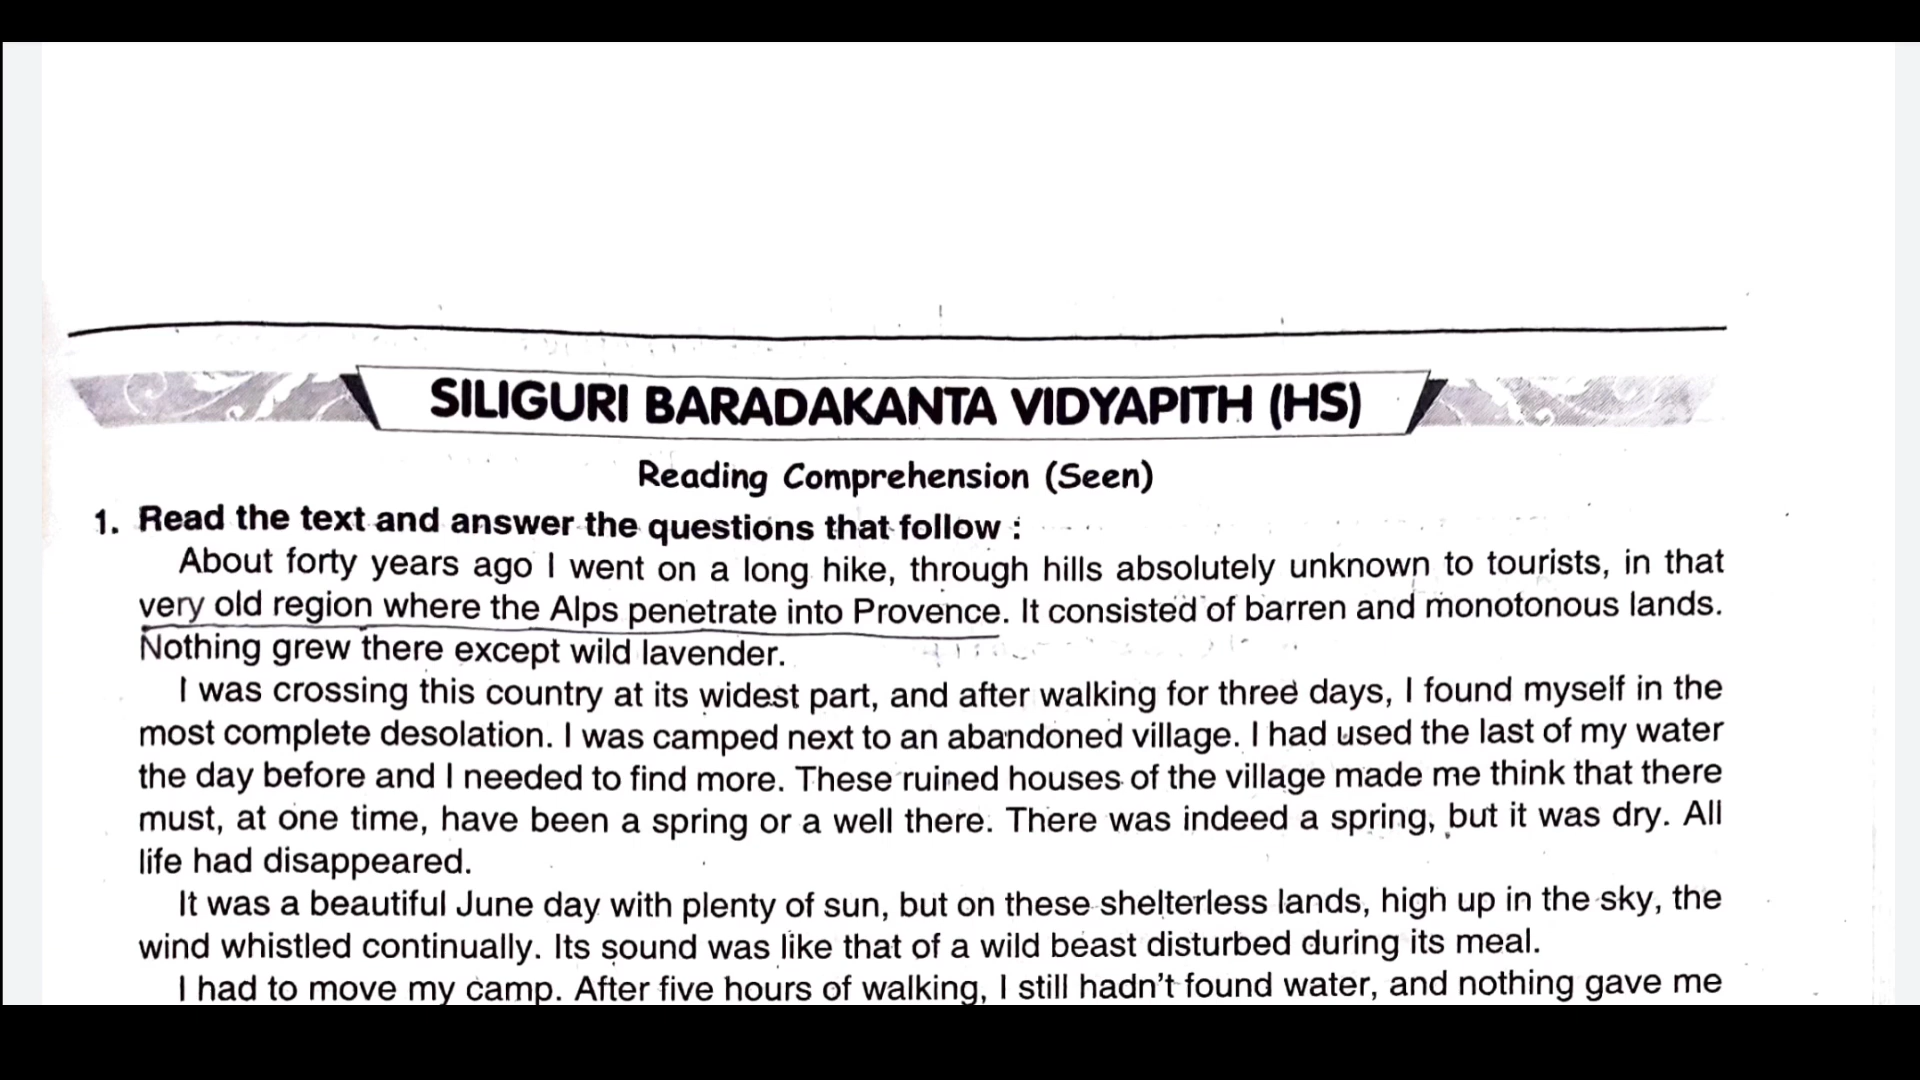 SILIGURI BARADAKANTA VIDYAPITH (HS)
Reading Comprehension (Seen)
1. Read the text and answer the questions that follow :
About forty years ago I went on a long hike, through hills absolutely unknown to tourists, in that
very old region where the Alps penetrate into Provence. It consisted of barren and monotonous lands.
Nothing grew there except wild lavender.
I was crossing this country at its widest part, and after walking for three days, I found myself in the
most complete desolation. I was camped next to an abandoned village. I had used the last of my water
the day before and I needed to find more. These ruined houses of the village made me think that there
must, at one time, have been a spring or a well there. There was indeed a spring, but it was dry. All
life had disappeared.
It was a beautiful June day with plenty of sun, but on these shelterless lands, high up in the sky, the
wind whistled continually. Its sound was like that of a wild beast disturbed during its meal.
I had to move my camp. After five hours of walking, I still hadn't found water, and nothing gave me